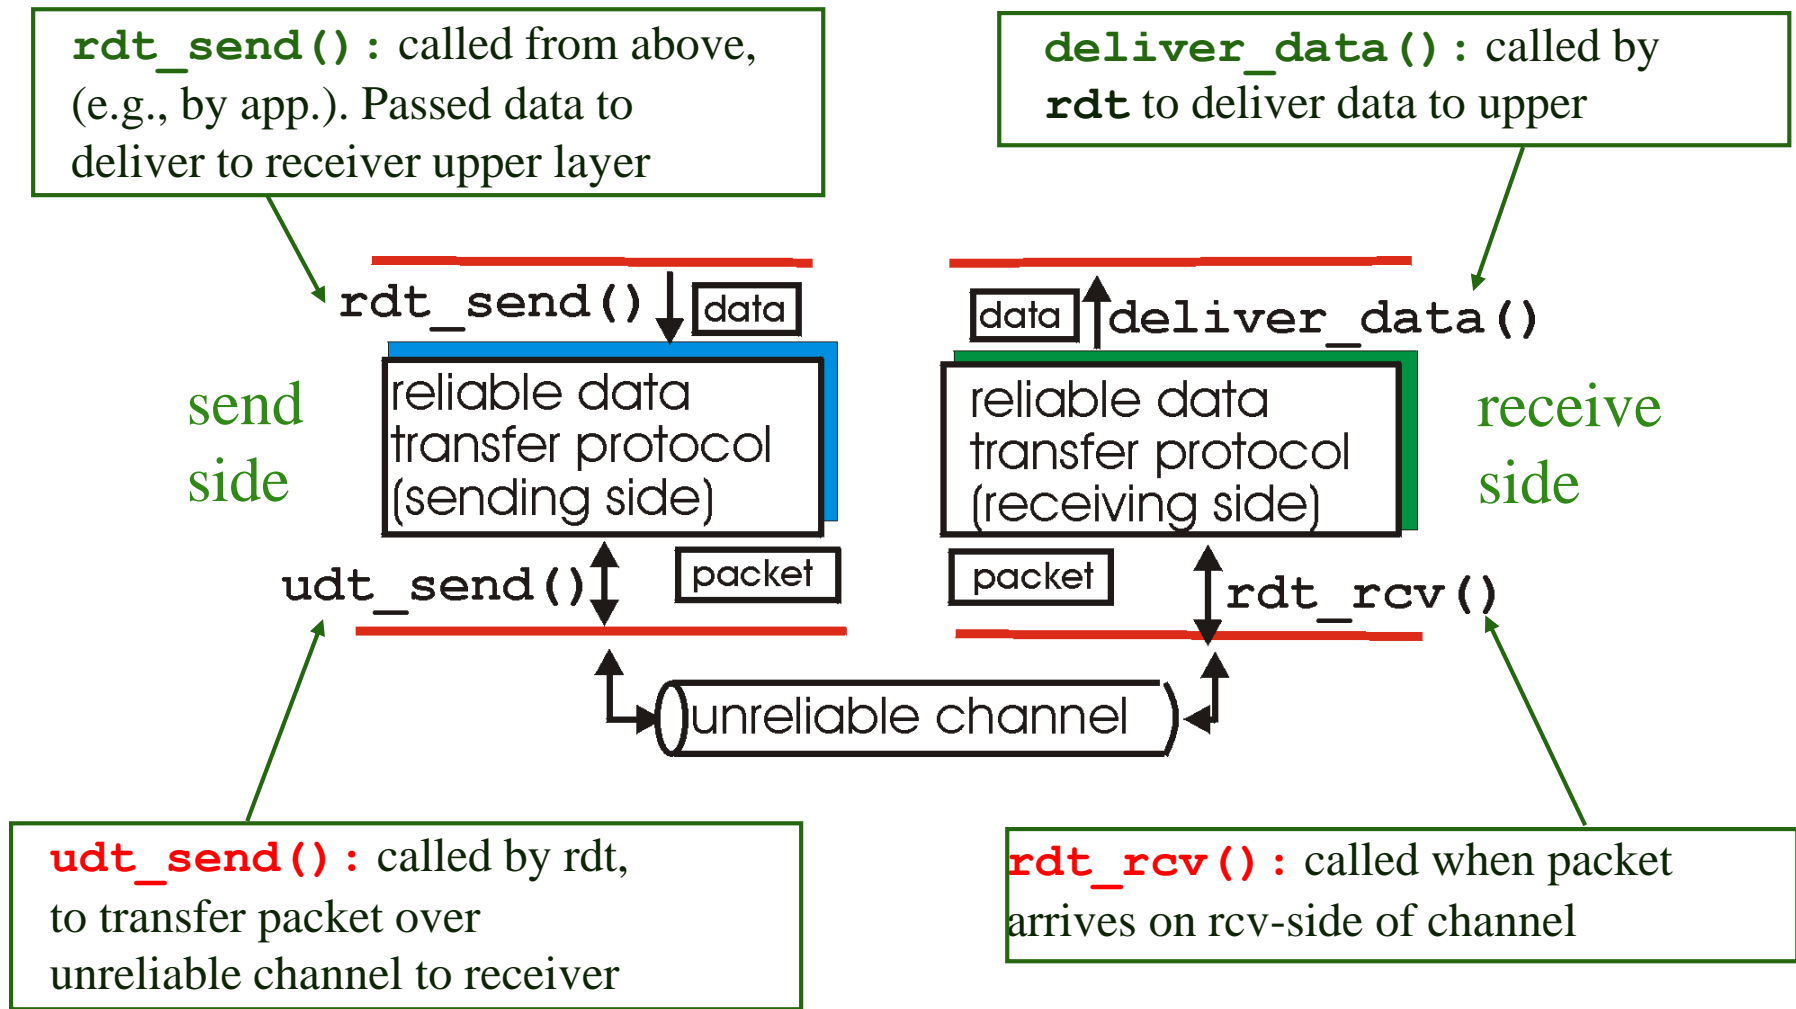 rdt_send(): called from above,
(e.g., by app.). Passed data to
deliver to receiver upper layer
deliver_data(): called by
rdt to deliver data to upper
rdt_send()
data
data
deliver_data()
send
side
reliable data
transfer protocol
(sending side)
reliable data
transfer protocol
(receiving side)
receive
side
udt_send()
packet
packet
rdt_rcv()
unreliable channel
udt_send(): called by rdt,
to transfer packet over
unreliable channel to receiver
rdt_rcv(): called when packet
arrives on rcv-side of channel